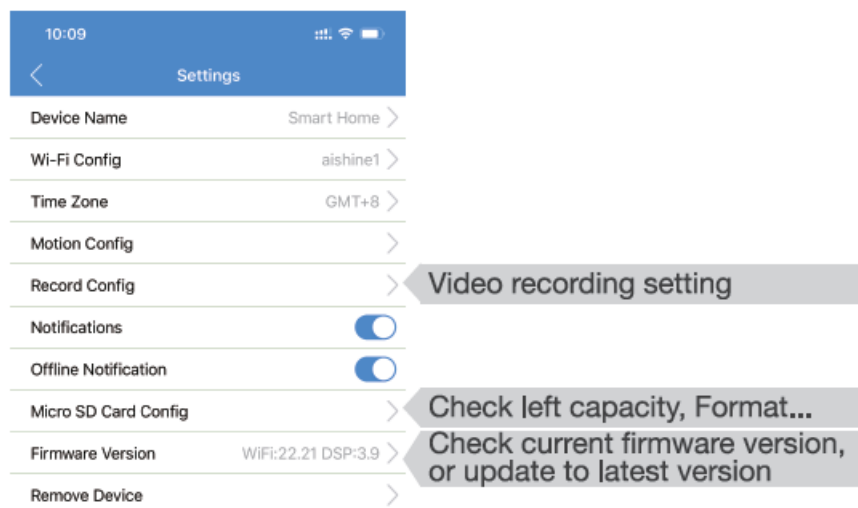 10:09
Settings
Device Name Smart Home
Wi-Fi Config aishine1
Time Zone GMT+8
Motion Config
Record Config
Video recording setting
Notifications
Offline Notification
Micro SD Card Config
Check left capacity, Format...
Firmware Version WiFi:22.21 DSP:3.9
Check current firmware version,
or update to latest version
Remove Device